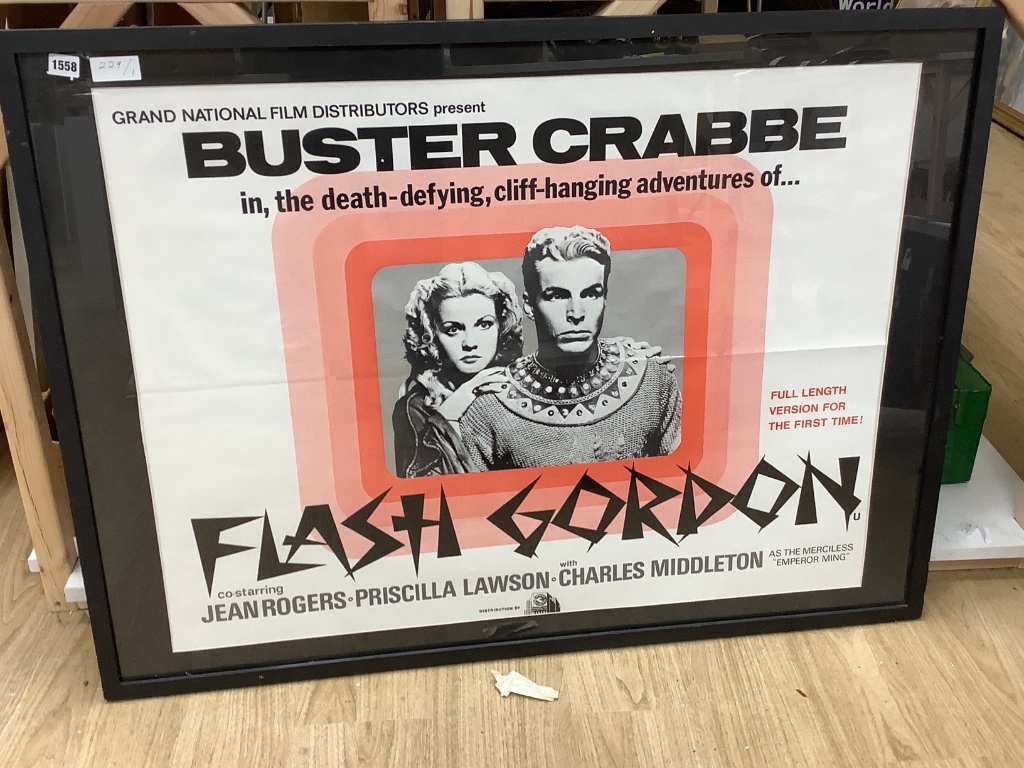 World
1558
229/1
GRAND NATIONAL FILM DISTRIBUTORS present
BUSTER CRABBE
in, the death-defying, cliff-hanging adventures of...
FULL LENGTH
VERSION FOR
THE FIRST TIME!
FLASH GORDON
U
co-starring
JEAN ROGERS · PRISCILLA LAWSON · with CHARLES MIDDLETON
AS THE MERCILESS
"EMPEROR MING"
DISTRIBUTION BY